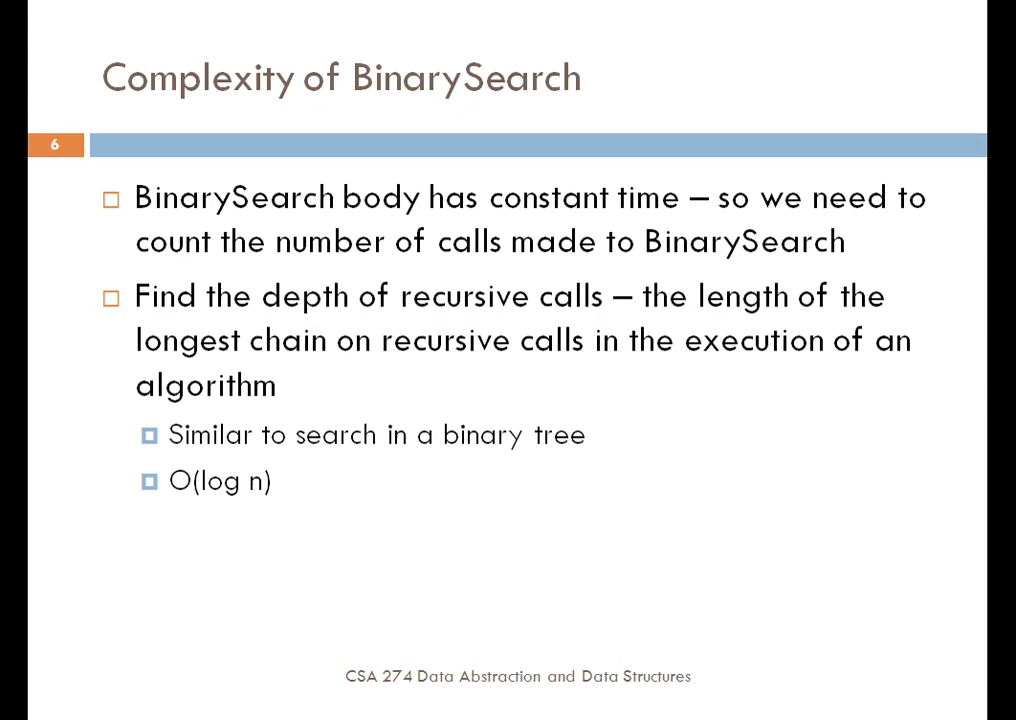 Complexity of BinarySearch
6
BinarySearch body has constant time – so we need to
count the number of calls made to BinarySearch
Find the depth of recursive calls – the length of the
longest chain on recursive calls in the execution of an
algorithm
Similar to search in a binary tree
O(log n)
CSA 274 Data Abstraction and Data Structures